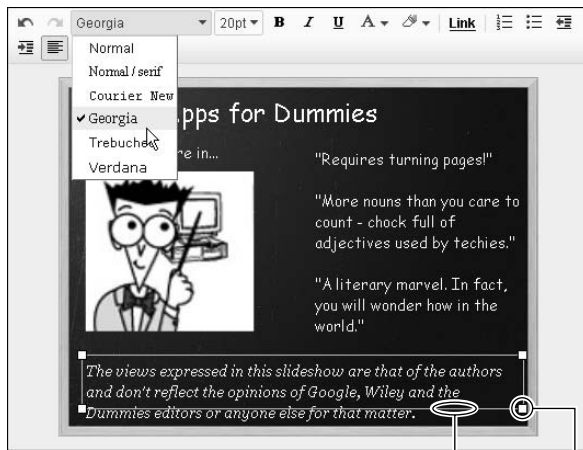 Georgia 20pt B I U A Link
Normal
Normal / serif
Courier New
Georgia
Trebuchet
Verdana
pps for Dummies
re in...
"Requires turning pages!"
"More nouns than you care to
count - chock full of
adjectives used by techies."
"A literary marvel. In fact,
you will wonder how in the
world."
The views expressed in this slideshow are that of the authors
and don't reflect the opinions of Google, Wiley and the
Dummies editors or anyone else for that matter.